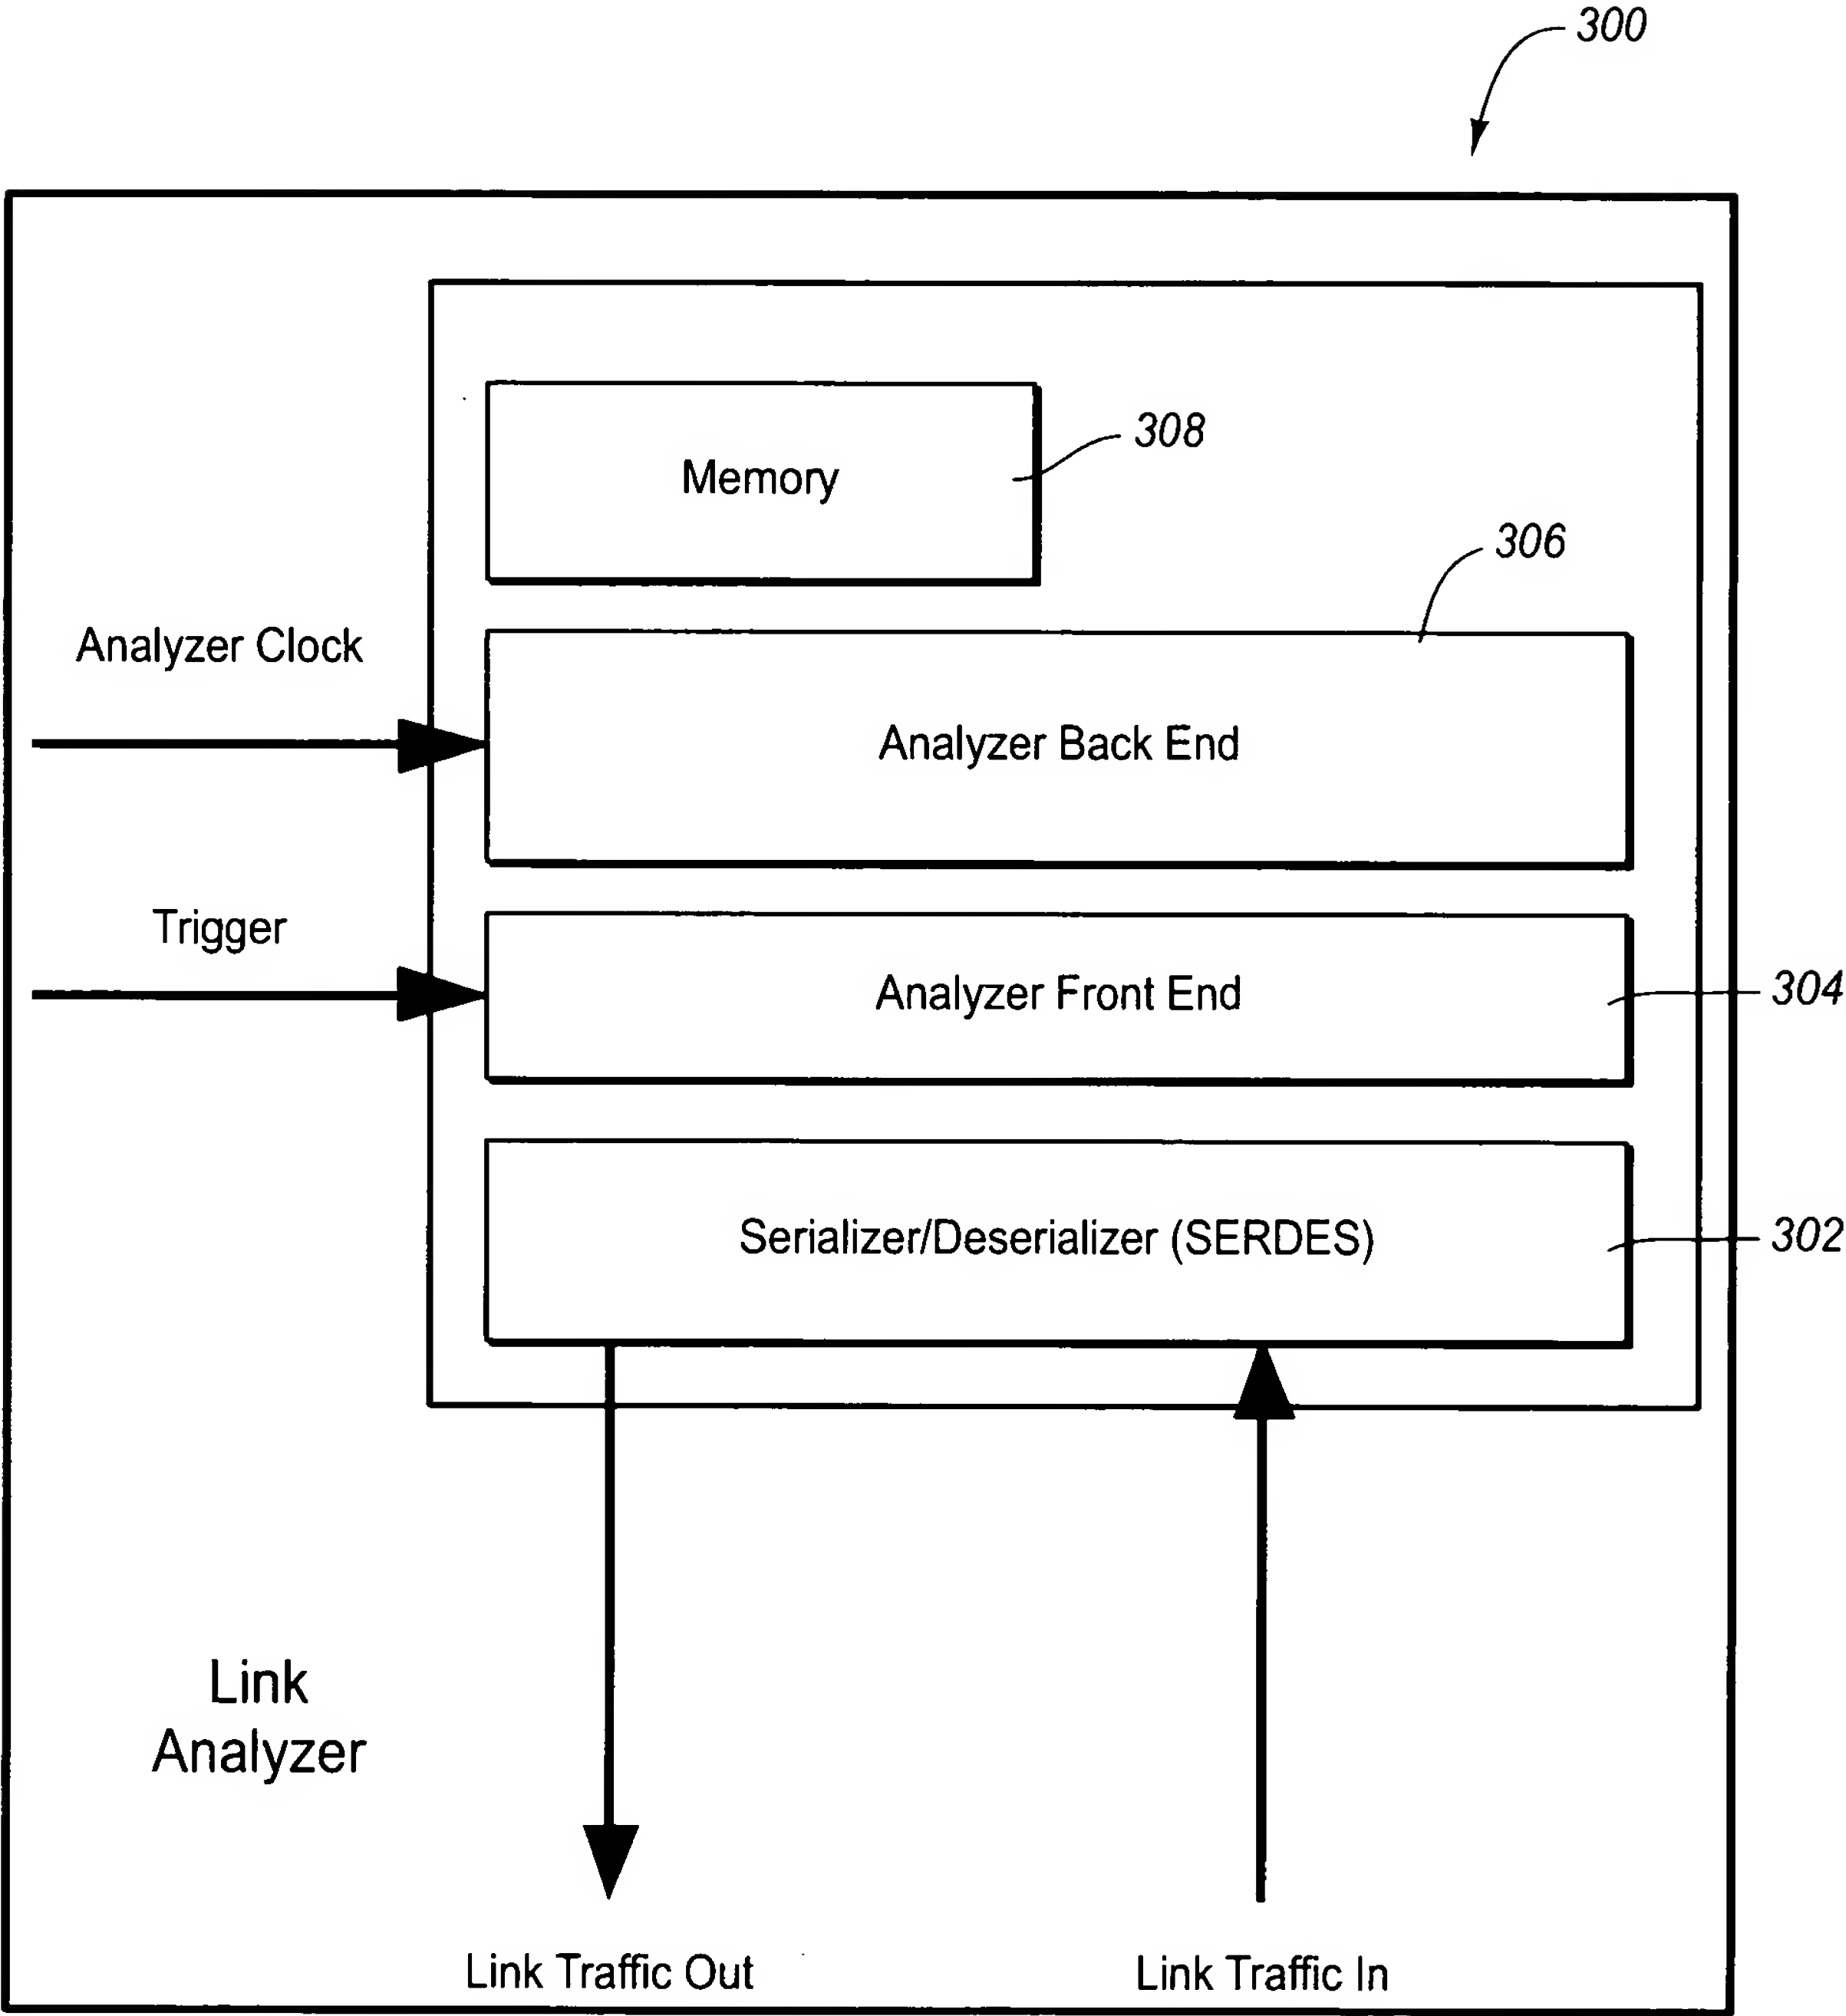 300
Memory
308
306
Analyzer Clock
Analyzer Back End
Trigger
Analyzer Front End
304
Serializer/Deserializer (SERDES)
302
Link
Analyzer
Link Traffic Out
Link Traffic In